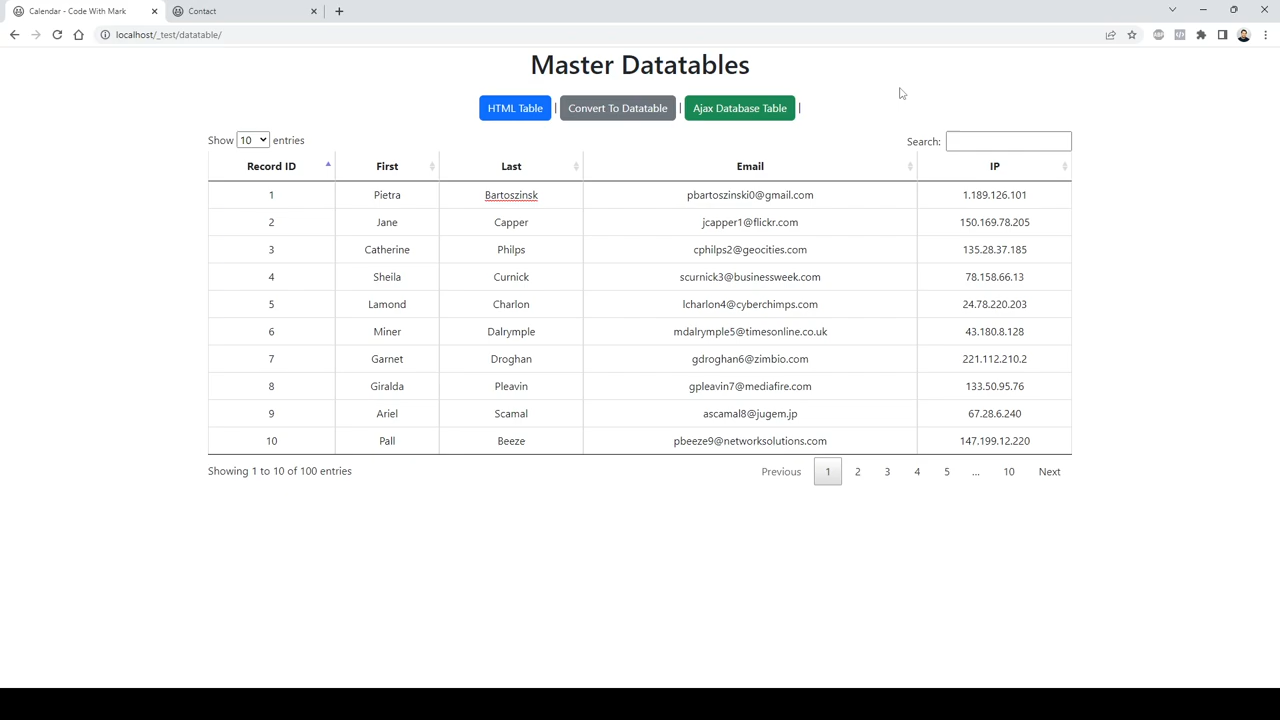 Calendar - Code With Mark
Contact
localhost/_test/datatable/
Master Datatables
HTML Table | Convert To Datatable | Ajax Database Table |
Show 10 entries Search:
Record ID First Last Email IP
1 Pietra Bartoszinsk pbartoszinski0@gmail.com 1.189.126.101
2 Jane Capper jcapper1@flickr.com 150.169.78.205
3 Catherine Philps cphilps2@geocities.com 135.28.37.185
4 Sheila Curnick scurnick3@businessweek.com 78.158.66.13
5 Lamond Charlon lcharlon4@cyberchimps.com 24.78.220.203
6 Miner Dalrymple mdalrymple5@timesonline.co.uk 43.180.8.128
7 Garnet Droghan gdroghan6@zimbio.com 221.112.210.2
8 Giralda Pleavin gpleavin7@mediafire.com 133.50.95.76
9 Ariel Scamal ascamal8@jugem.jp 67.28.6.240
10 Pall Beeze pbeeze9@networksolutions.com 147.199.12.220
Showing 1 to 10 of 100 entries Previous 1 2 3 4 5 ... 10 Next